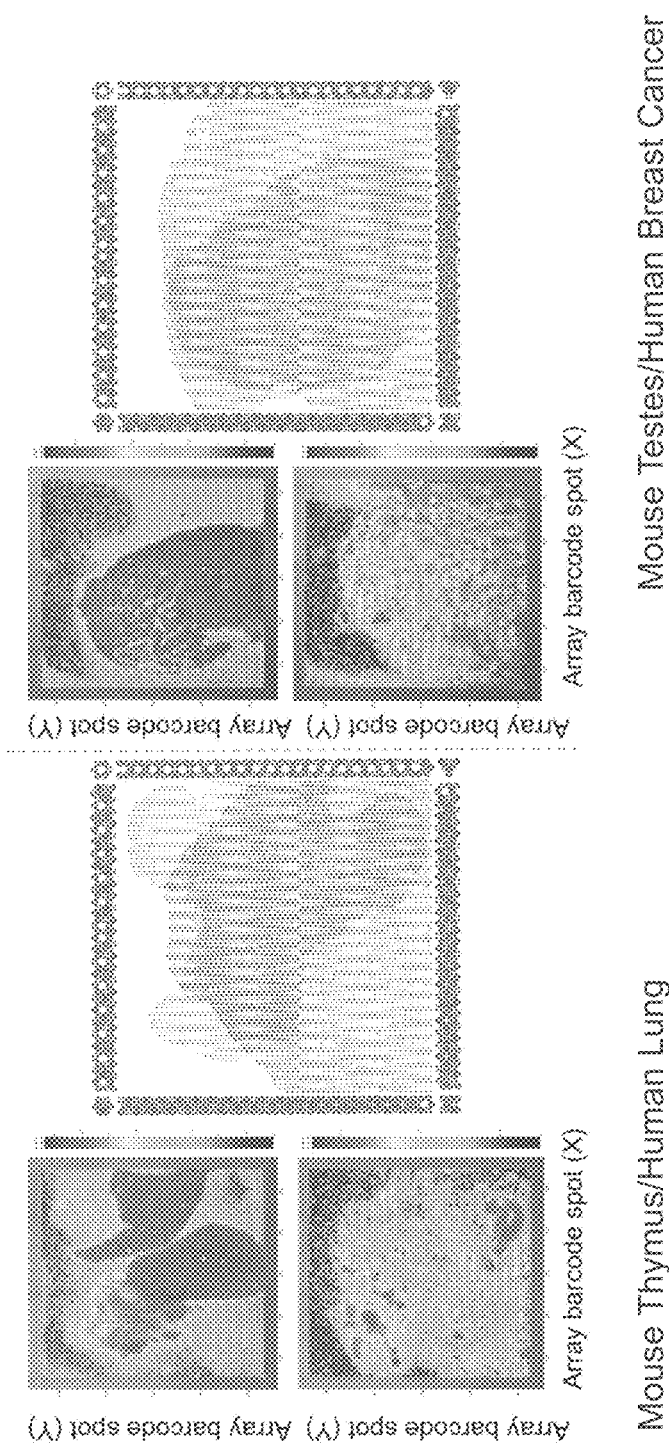 Array barcode spot (Y)
Array barcode spot (Y)
Array barcode spot (X)
Mouse Testes/Human Breast Cancer
Array barcode spot (Y)
Array barcode spot (Y)
Array barcode spot (X)
Mouse Thymus/Human Lung